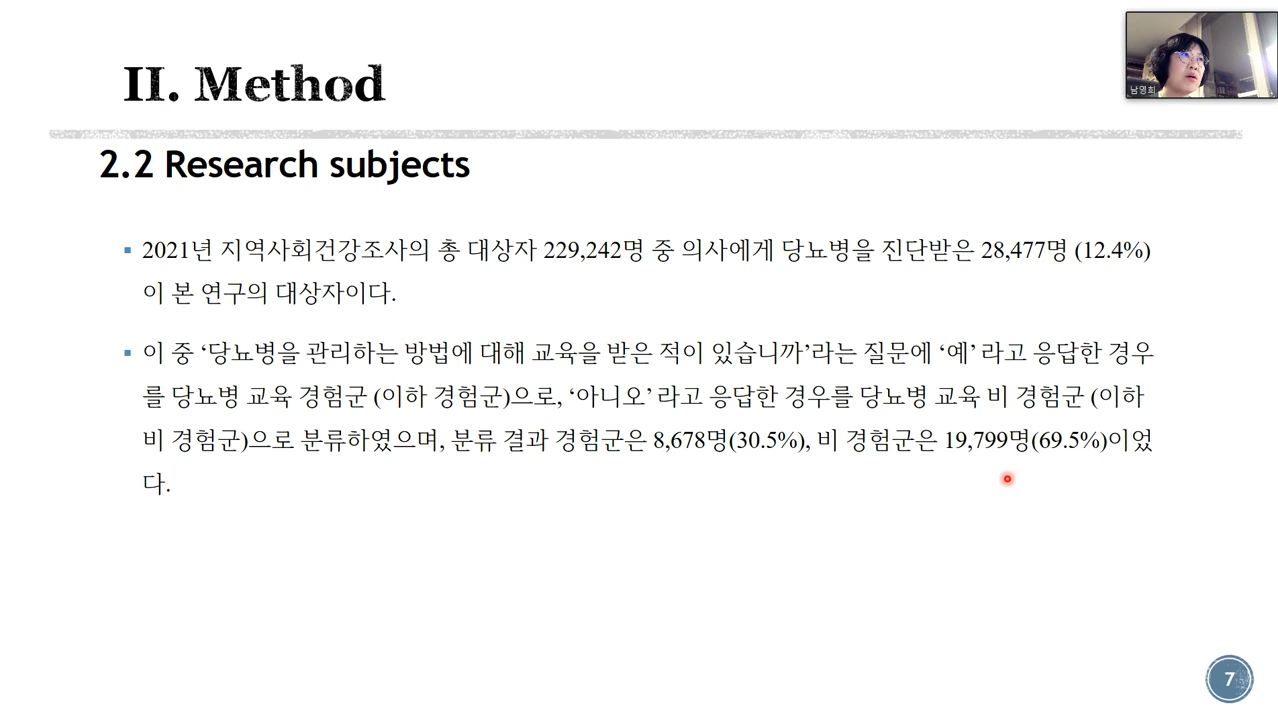 II. Method
남영희
2.2 Research subjects
▪ 2021년 지역사회건강조사의 총 대상자 229,242명 중 의사에게 당뇨병을 진단받은 28,477명 (12.4%)
이 본 연구의 대상자이다.
▪ 이 중 ‘당뇨병을 관리하는 방법에 대해 교육을 받은 적이 있습니까’라는 질문에 ‘예’ 라고 응답한 경우
를 당뇨병 교육 경험군 (이하 경험군)으로, ‘아니오’ 라고 응답한 경우를 당뇨병 교육 비 경험군 (이하
비 경험군)으로 분류하였으며, 분류 결과 경험군은 8,678명(30.5%), 비 경험군은 19,799명(69.5%)이었
다.
7